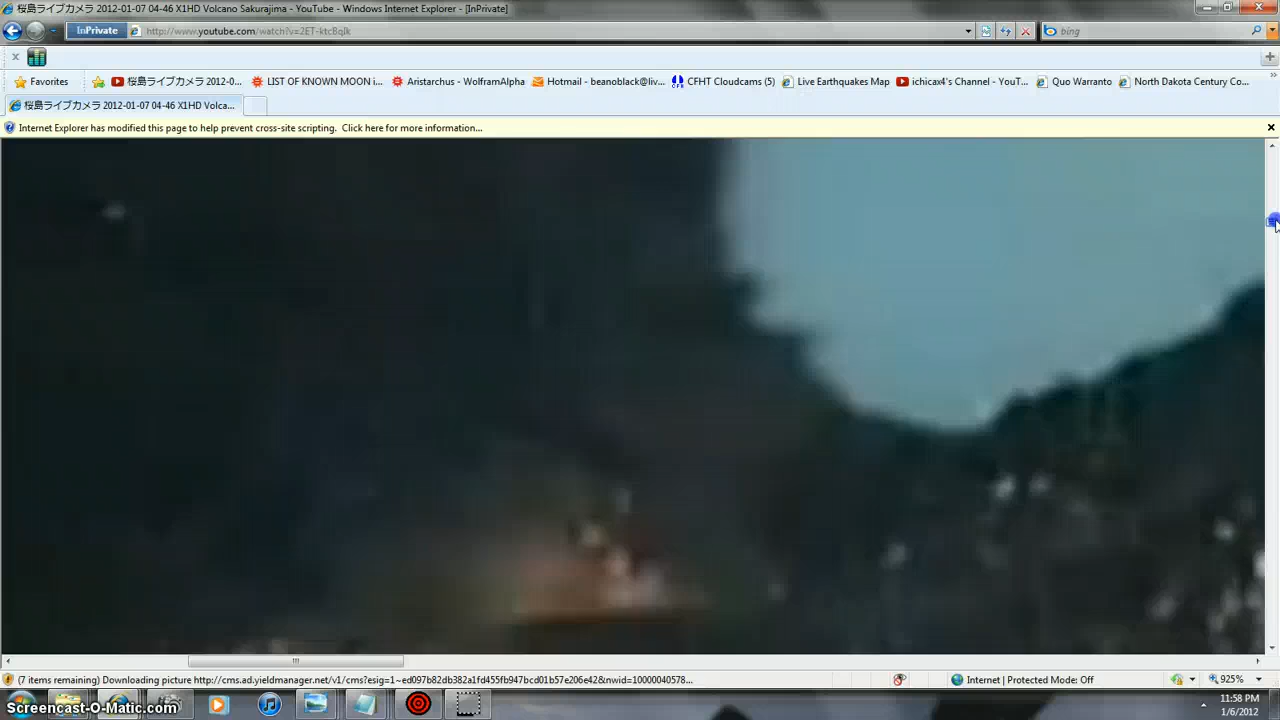 桜島ライブカメラ 2012-01-07 04-46 X1HD Volcano Sakurajima - YouTube - Windows Internet Explorer - [InPrivate]
InPrivate http://www.youtube.com/watch?v=2ET-ktcBqlk bing
Favorites 桜島ライブカメラ 2012-0... LIST OF KNOWN MOON i... Aristarchus - WolframAlpha Hotmail - beanoblack@liv... CFHT Cloudcams (5) Live Earthquakes Map ichicax4's Channel - YouT... Quo Warranto North Dakota Century Co...
桜島ライブカメラ 2012-01-07 04-46 X1HD Volca...
Internet Explorer has modified this page to help prevent cross-site scripting. Click here for more information...
(7 items remaining) Downloading picture http://cms.ad.yieldmanager.net/v1/cms?esig=1~ed097b82db382a1fd455fb947bcd01b57e206e42&nwid=10000040578... Internet | Protected Mode: Off 925%
Screencast-O-Matic.com 11:58 PM
1/6/2012